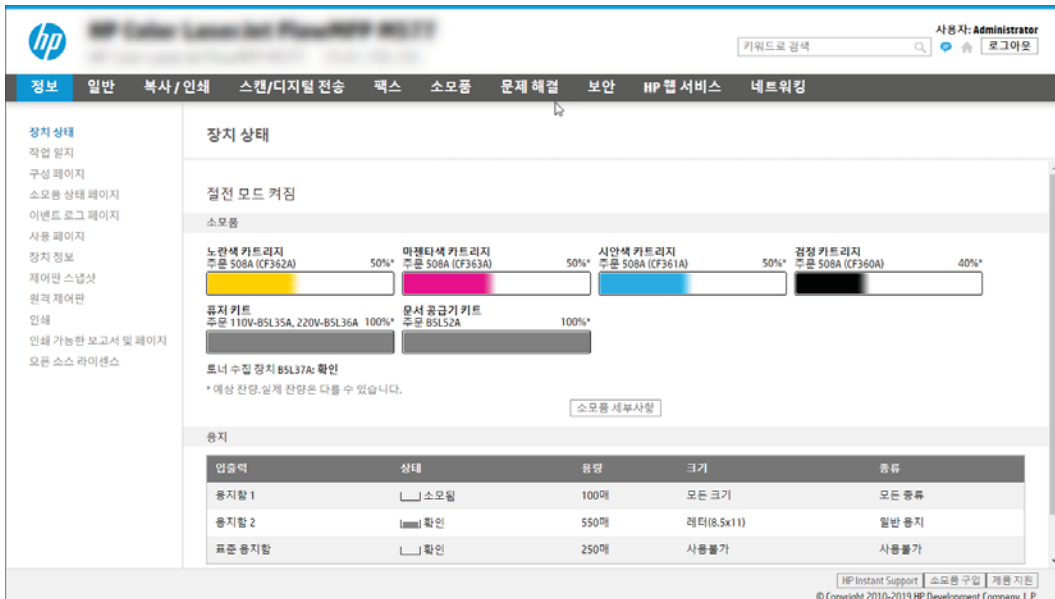 hp
사용자: Administrator
키워드로 검색
로그아웃
정보 일반 복사 / 인쇄 스캔/디지털 전송 팩스 소모품 문제 해결 보안 HP 웹 서비스 네트워킹
장치 상태
작업 일지
구성 페이지
소모품 상태 페이지
이벤트 로그 페이지
사용 페이지
장치 정보
제어판 스냅샷
원격 제어판
인쇄
인쇄 가능한 보고서 및 페이지
오픈 소스 라이센스
장치 상태
절전 모드 켜짐
소모품
노란색 카트리지
주문 508A (CF362A) 50%*
마젠타색 카트리지
주문 508A (CF363A) 50%*
시안색 카트리지
주문 508A (CF361A) 50%*
검정 카트리지
주문 508A (CF360A) 40%*
퓨저 키트
주문 110V-B5L35A, 220V-B5L36A 100%*
문서 공급기 키트
주문 B5L52A 100%*
토너 수집 장치 B5L37A: 확인
* 예상 잔량.실제 잔량은 다를 수 있습니다.
소모품 세부사항
용지
입출력 상태 용량 크기 종류
용지함 1 소모됨 100매 모든 크기 모든 종류
용지함 2 확인 550매 레터(8.5x11) 일반 용지
표준 용지함 확인 250매 사용불가 사용불가
HP Instant Support 소모품 구입 제품 지원
© Copyright 2010-2019 HP Development Company, L.P.